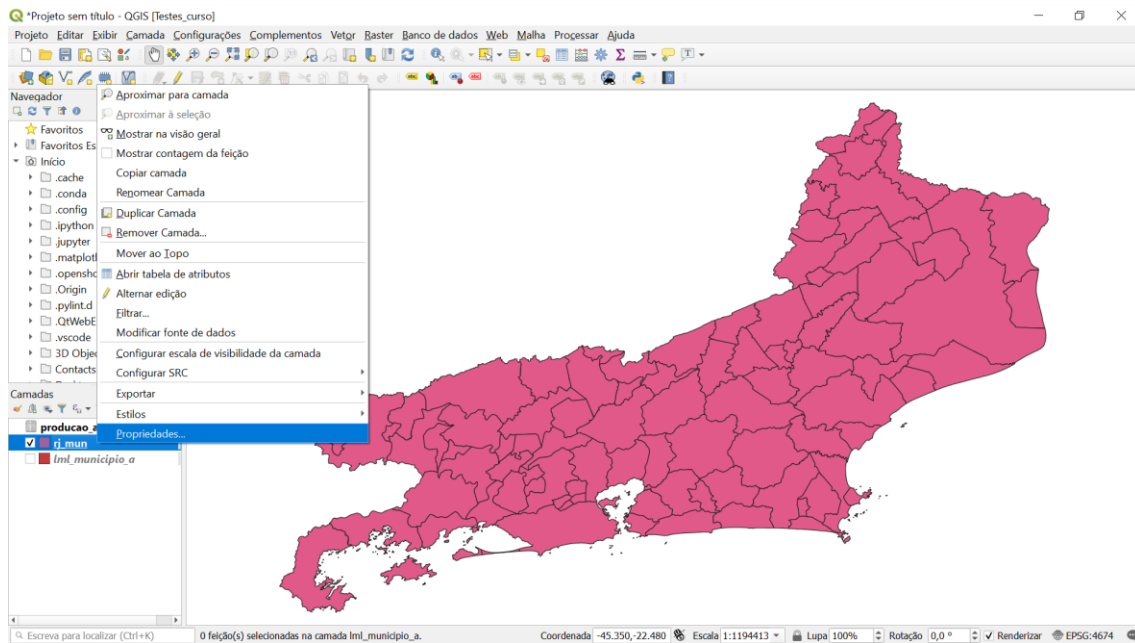 *Projeto sem título - QGIS [Testes_curso]
Projeto Editar Exibir Camada Configurações Complementos Vetor Raster Banco de dados Web Malha Processar Ajuda
Navegador
Favoritos
Favoritos Es
Início
.cache
.conda
.config
.ipython
.jupyter
.matplotl
.openshc
.Origin
.pylint.d
.QtWebE
.vscode
3D Objec
Contacts
Aproximar para camada
Aproximar à seleção
Mostrar na visão geral
Mostrar contagem da feição
Copiar camada
Renomear Camada
Duplicar Camada
Remover Camada...
Mover ao Topo
Abrir tabela de atributos
Alternar edição
Filtrar...
Modificar fonte de dados
Configurar escala de visibilidade da camada
Configurar SRC
Exportar
Estilos
Propriedades...
Camadas
producao_a
rj_mun
lml_municipio_a
Escreva para localizar (Ctrl+K) 0 feição(s) selecionadas na camada lml_municipio_a. Coordenada -45.350,-22.480 Escala 1:1194413 Lupa 100% Rotação 0,0 ° Renderizar EPSG:4674